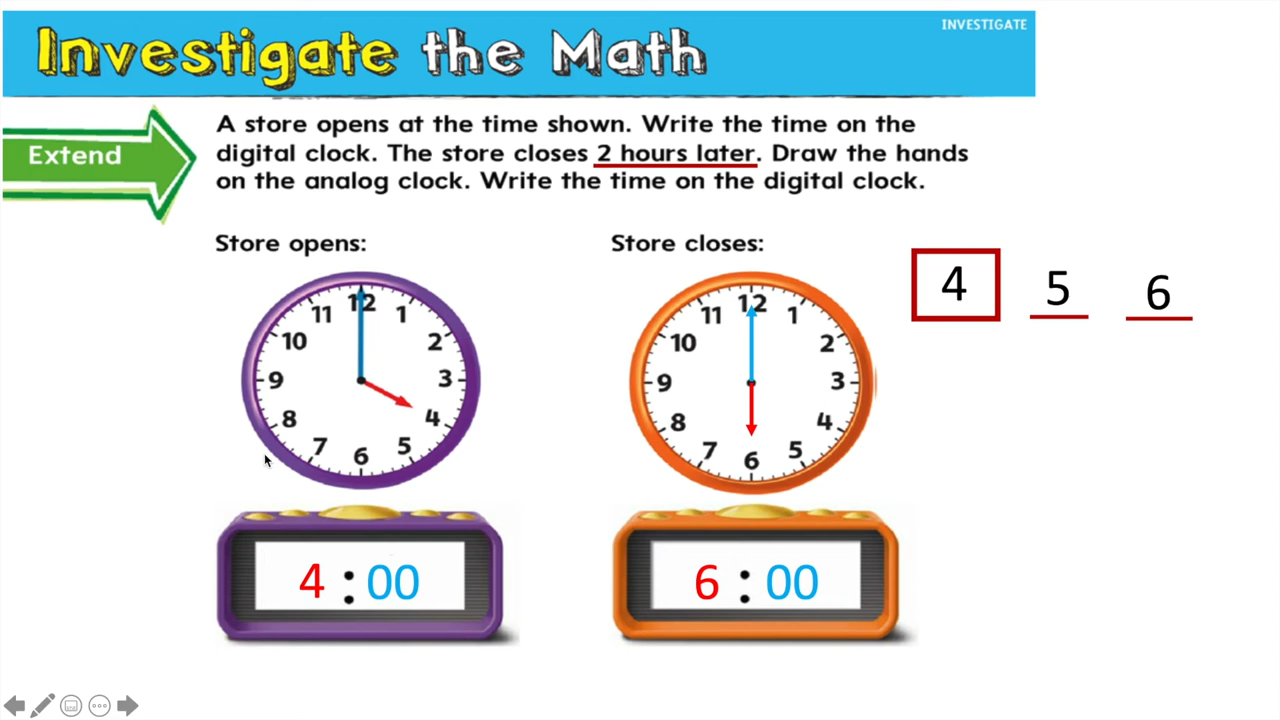 INVESTIGATE
Investigate the Math
Extend
A store opens at the time shown. Write the time on the
digital clock. The store closes 2 hours later. Draw the hands
on the analog clock. Write the time on the digital clock.
Store opens:
Store closes:
4 5 6
12
11 1
10 2
9 3
8 4
7 5
6
12
11 1
10 2
9 3
8 4
7 5
6
4:00
6:00